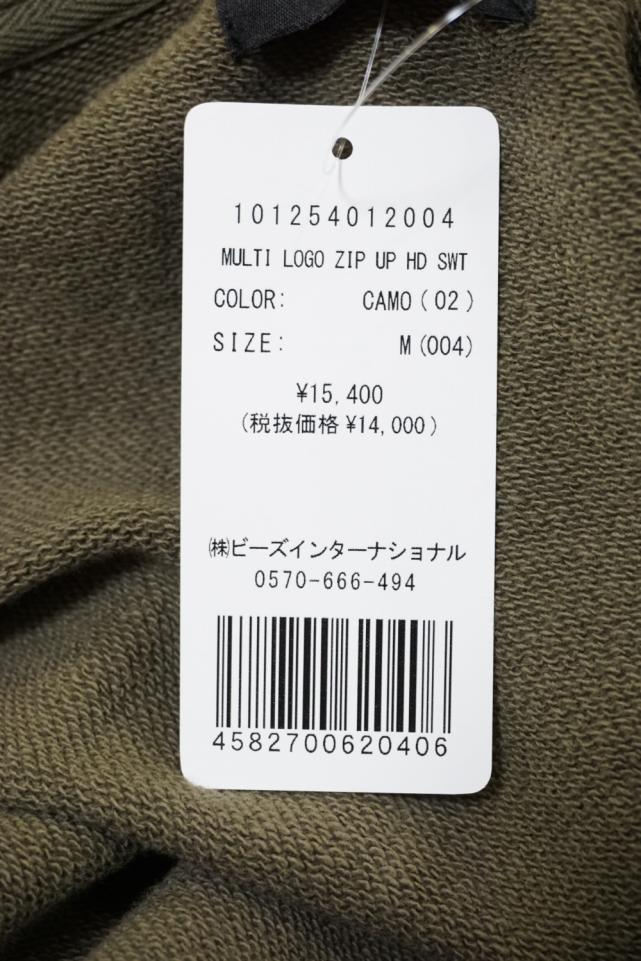 101254012004
MULTI LOGO ZIP UP HD SWT
COLOR: CAMO(02)
SIZE: M(004)
¥15,400
(税抜価格¥14,000)
㈱ビーズインターナショナル
0570-666-494
4582700620406